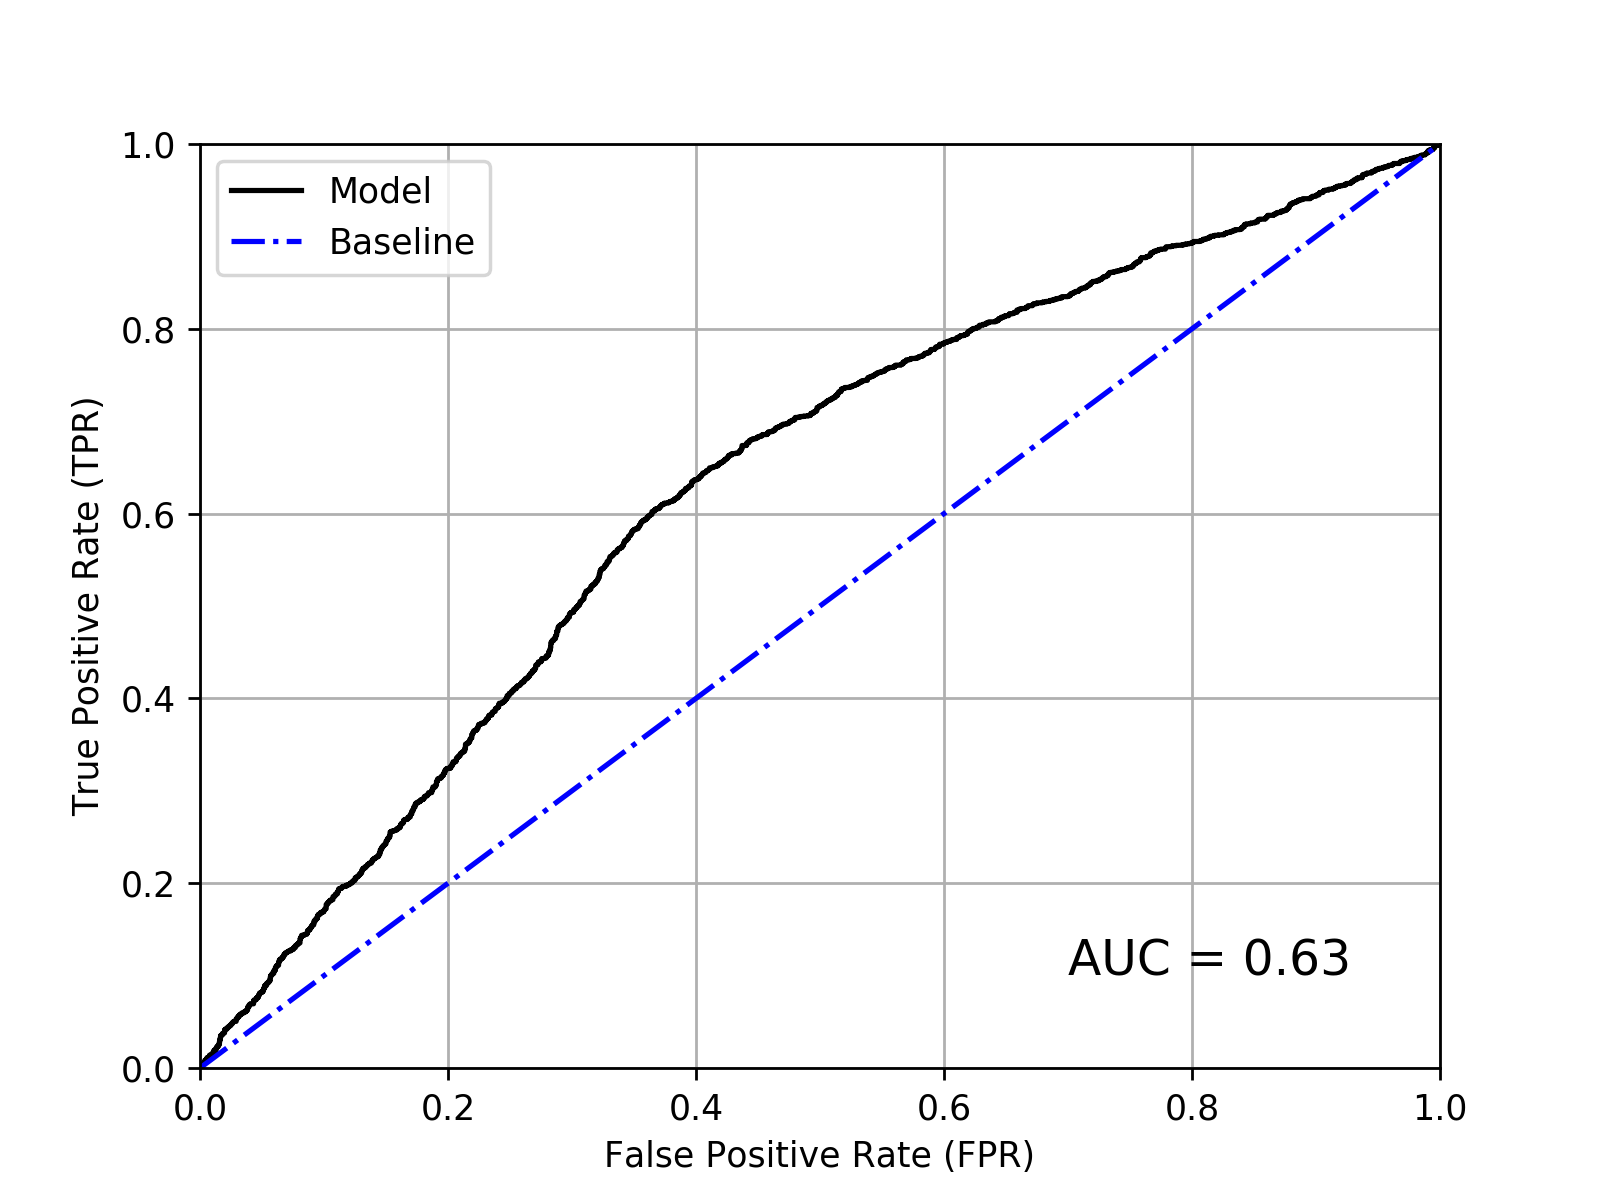 1.0
0.8
0.6
0.4
0.2
0.0
True Positive Rate (TPR)
Model
Baseline
AUC = 0.63
0.0 0.2 0.4 0.6 0.8 1.0
False Positive Rate (FPR)